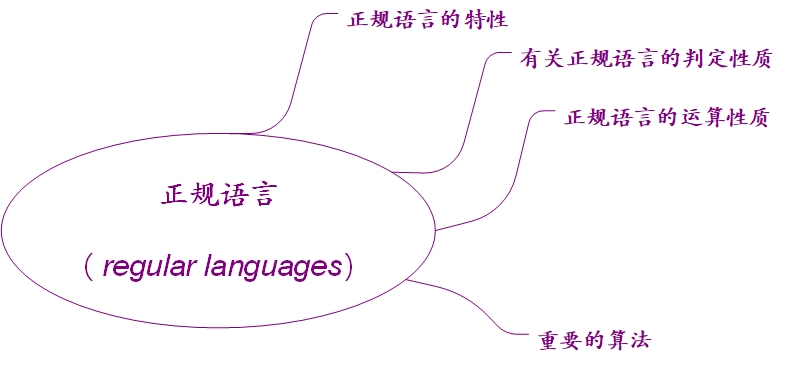 正规语言的特性
有关正规语言的判定性质
正规语言的运算性质
正规语言
（regular languages）
重要的算法